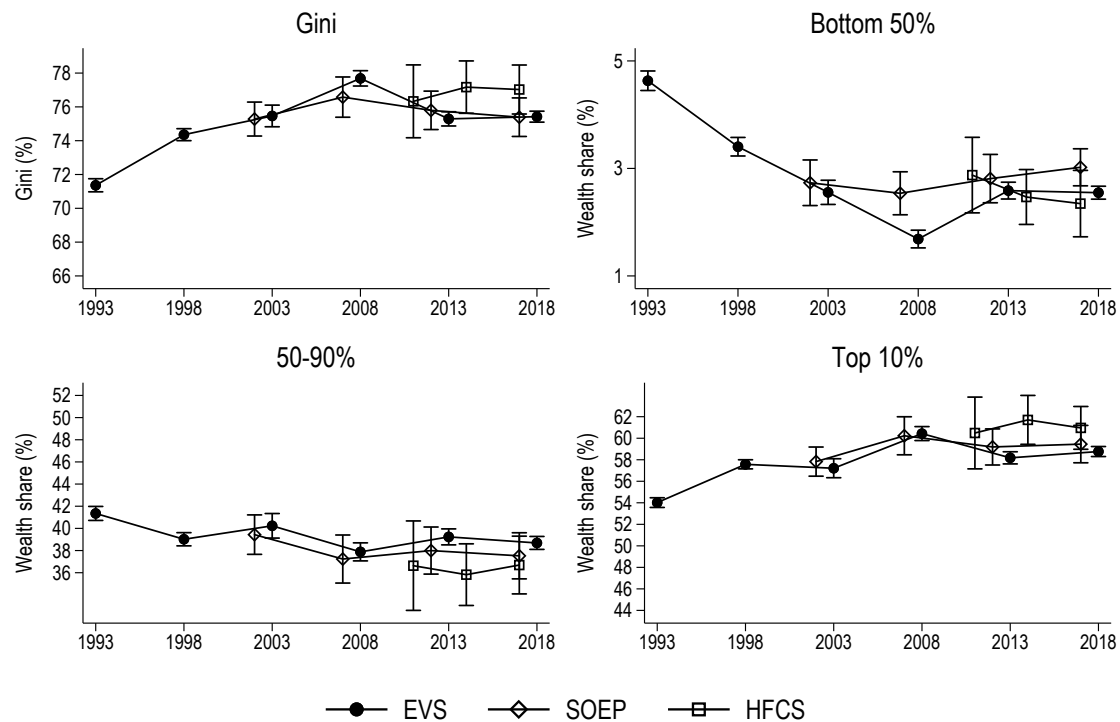 Gini
Gini (%)
78
76
74
72
70
68
66
1993 1998 2003 2008 2013 2018
Bottom 50%
Wealth share (%)
5
3
1
1993 1998 2003 2008 2013 2018
50-90%
Wealth share (%)
52
50
48
46
44
42
40
38
36
1993 1998 2003 2008 2013 2018
Top 10%
Wealth share (%)
62
60
58
56
54
52
50
48
46
44
1993 1998 2003 2008 2013 2018
EVS SOEP HFCS